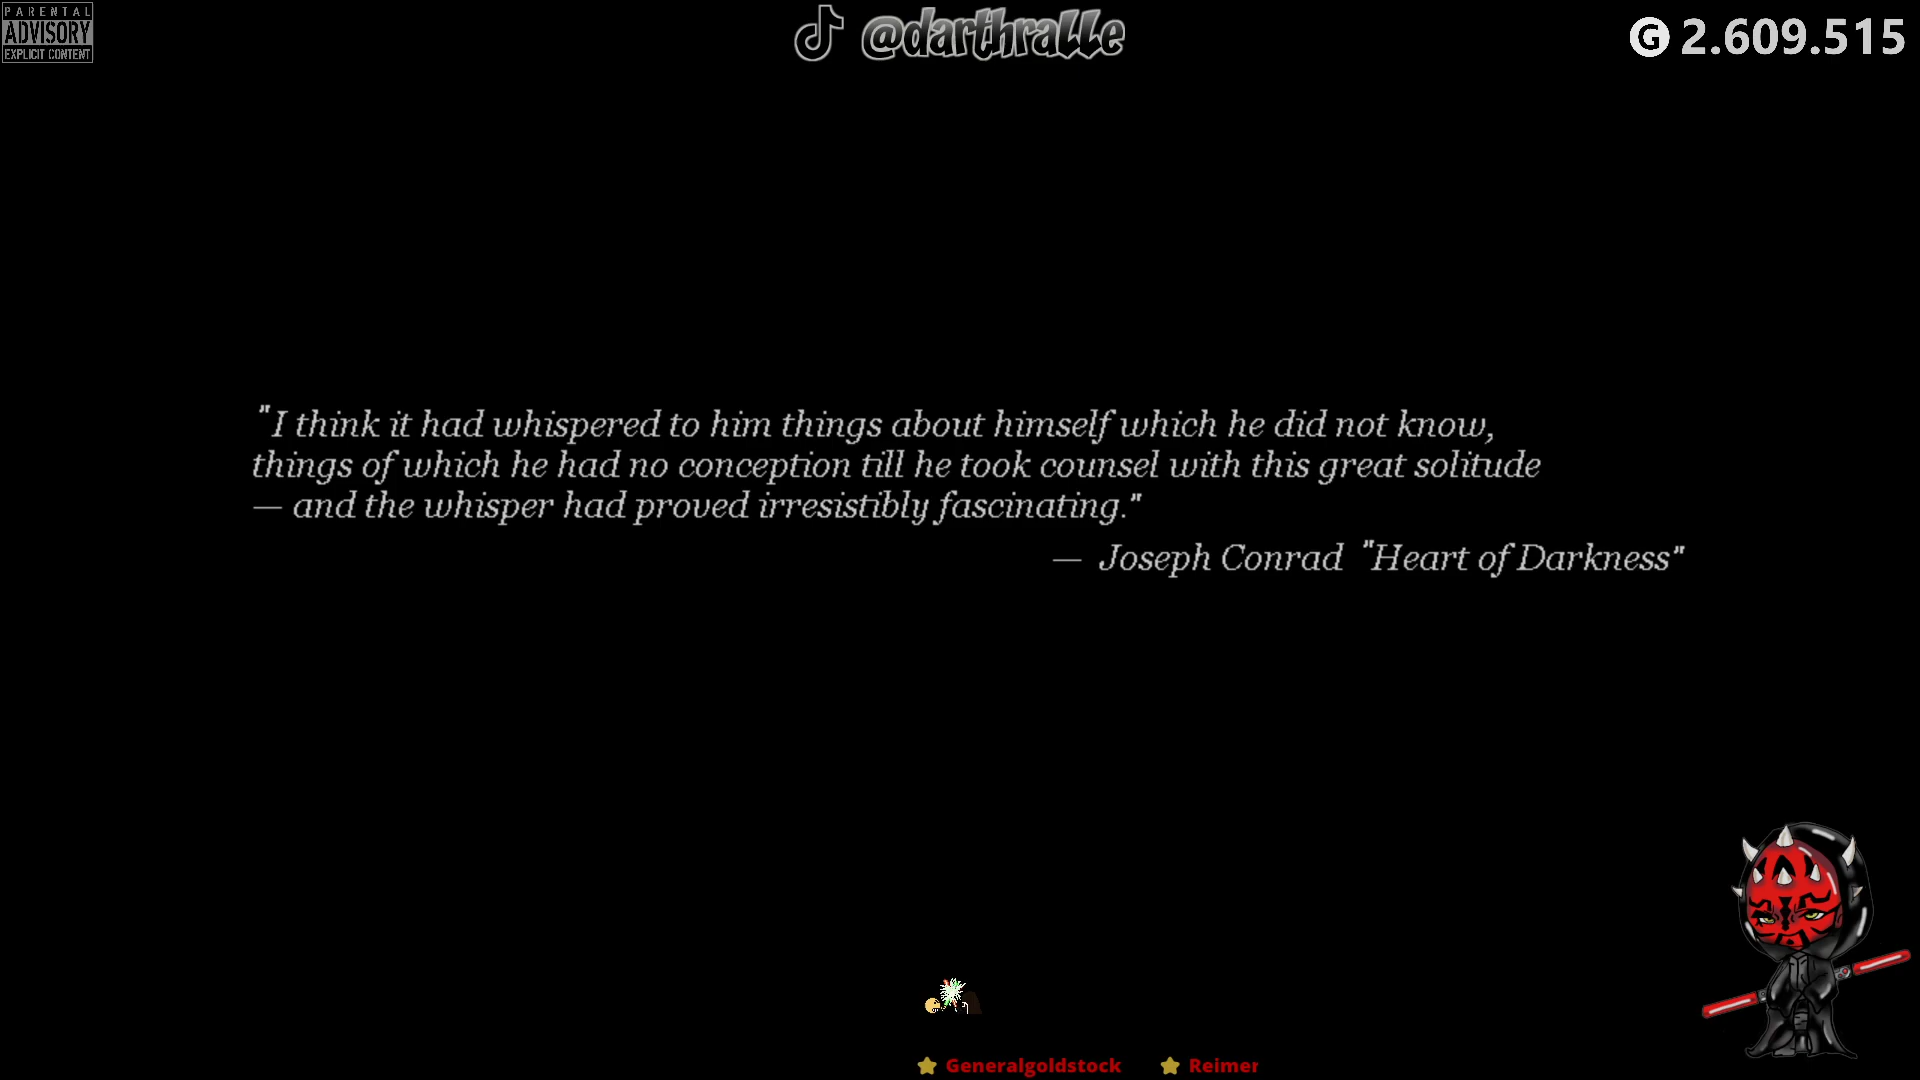 PARENTAL
ADVISORY
EXPLICIT CONTENT
@darthralle
G 2.609.515
"I think it had whispered to him things about himself which he did not know,
things of which he had no conception till he took counsel with this great solitude
— and the whisper had proved irresistibly fascinating."
— Joseph Conrad "Heart of Darkness"
Generalgoldstock Reimer